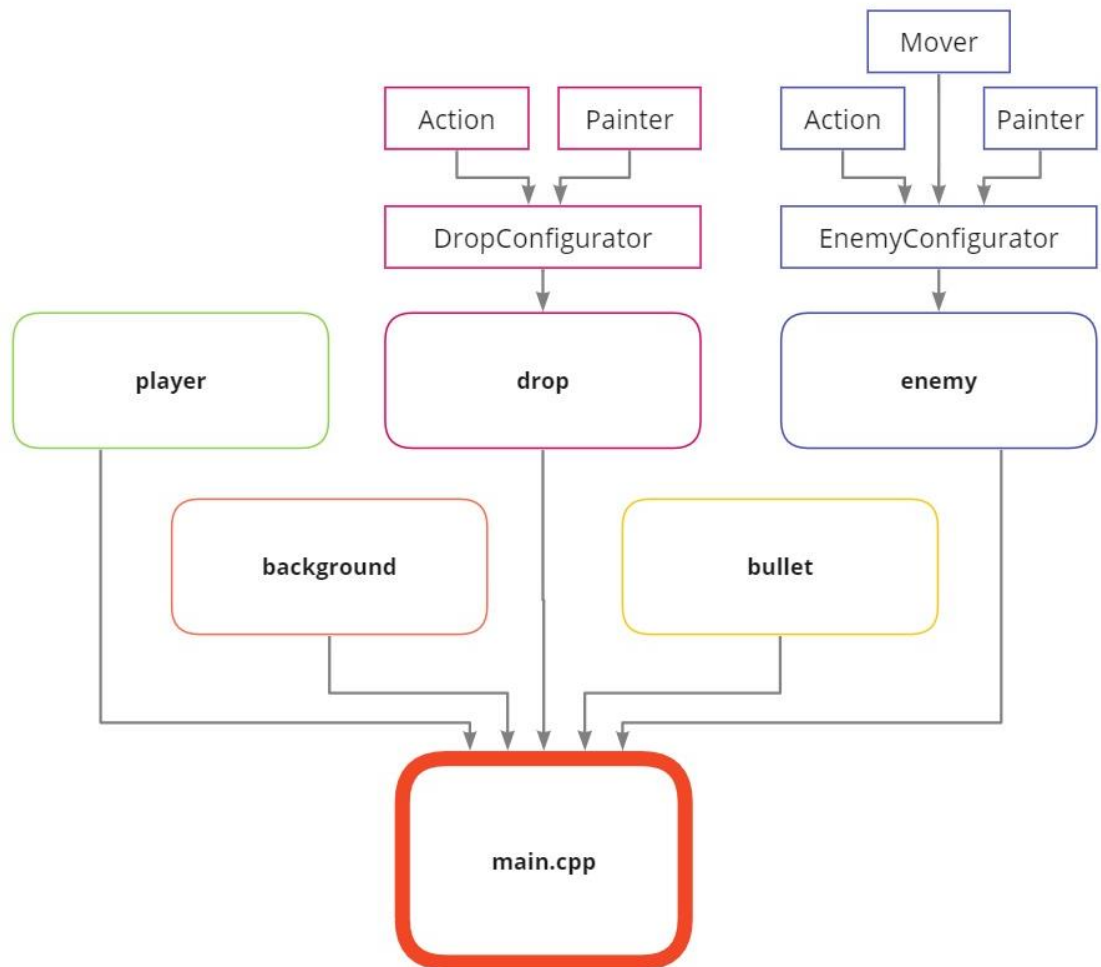 Mover
Action
Painter
Action
Painter
DropConfigurator
EnemyConfigurator
player
drop
enemy
background
bullet
main.cpp